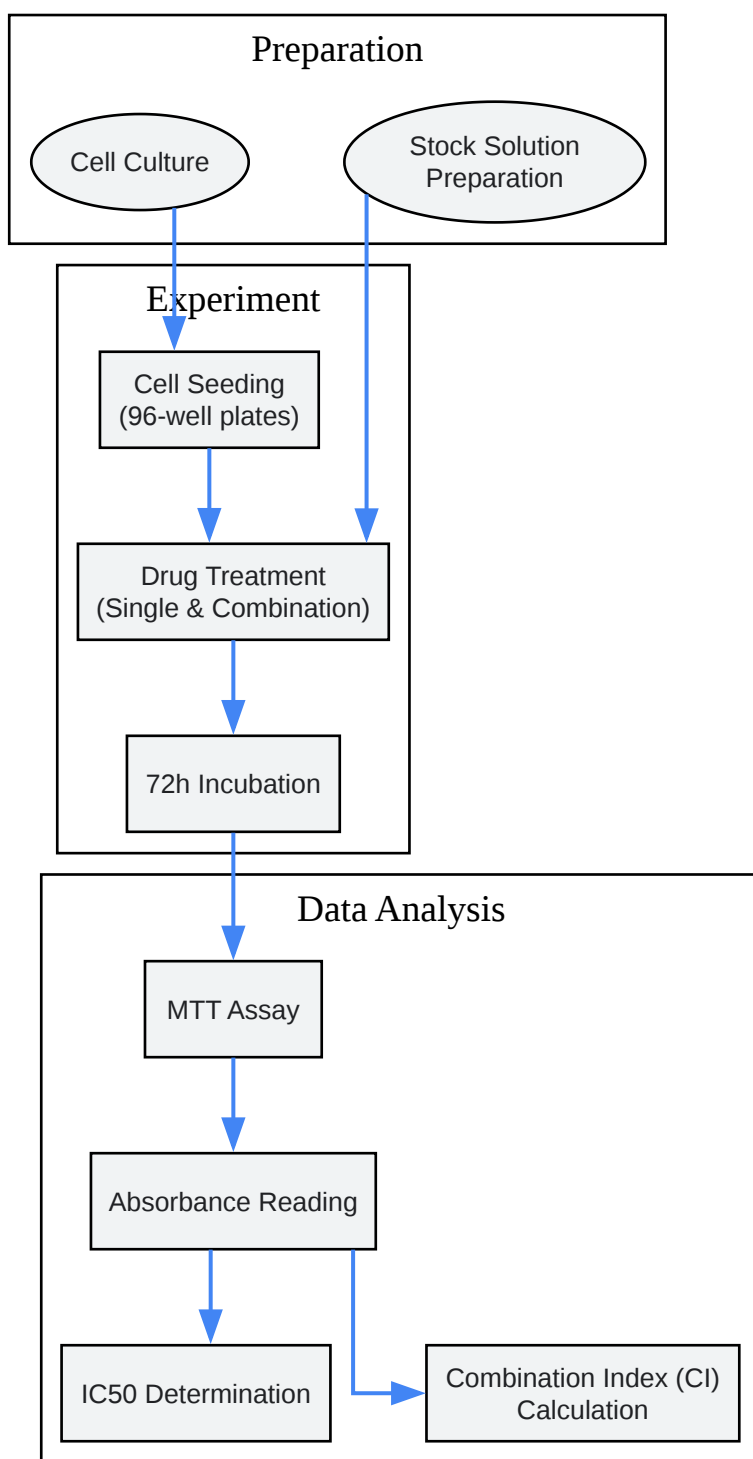 Preparation
Cell Culture
Stock Solution
Preparation
Experiment
Cell Seeding
(96-well plates)
Drug Treatment
(Single & Combination)
72h Incubation
Data Analysis
MTT Assay
Absorbance Reading
IC50 Determination
Combination Index (CI)
Calculation